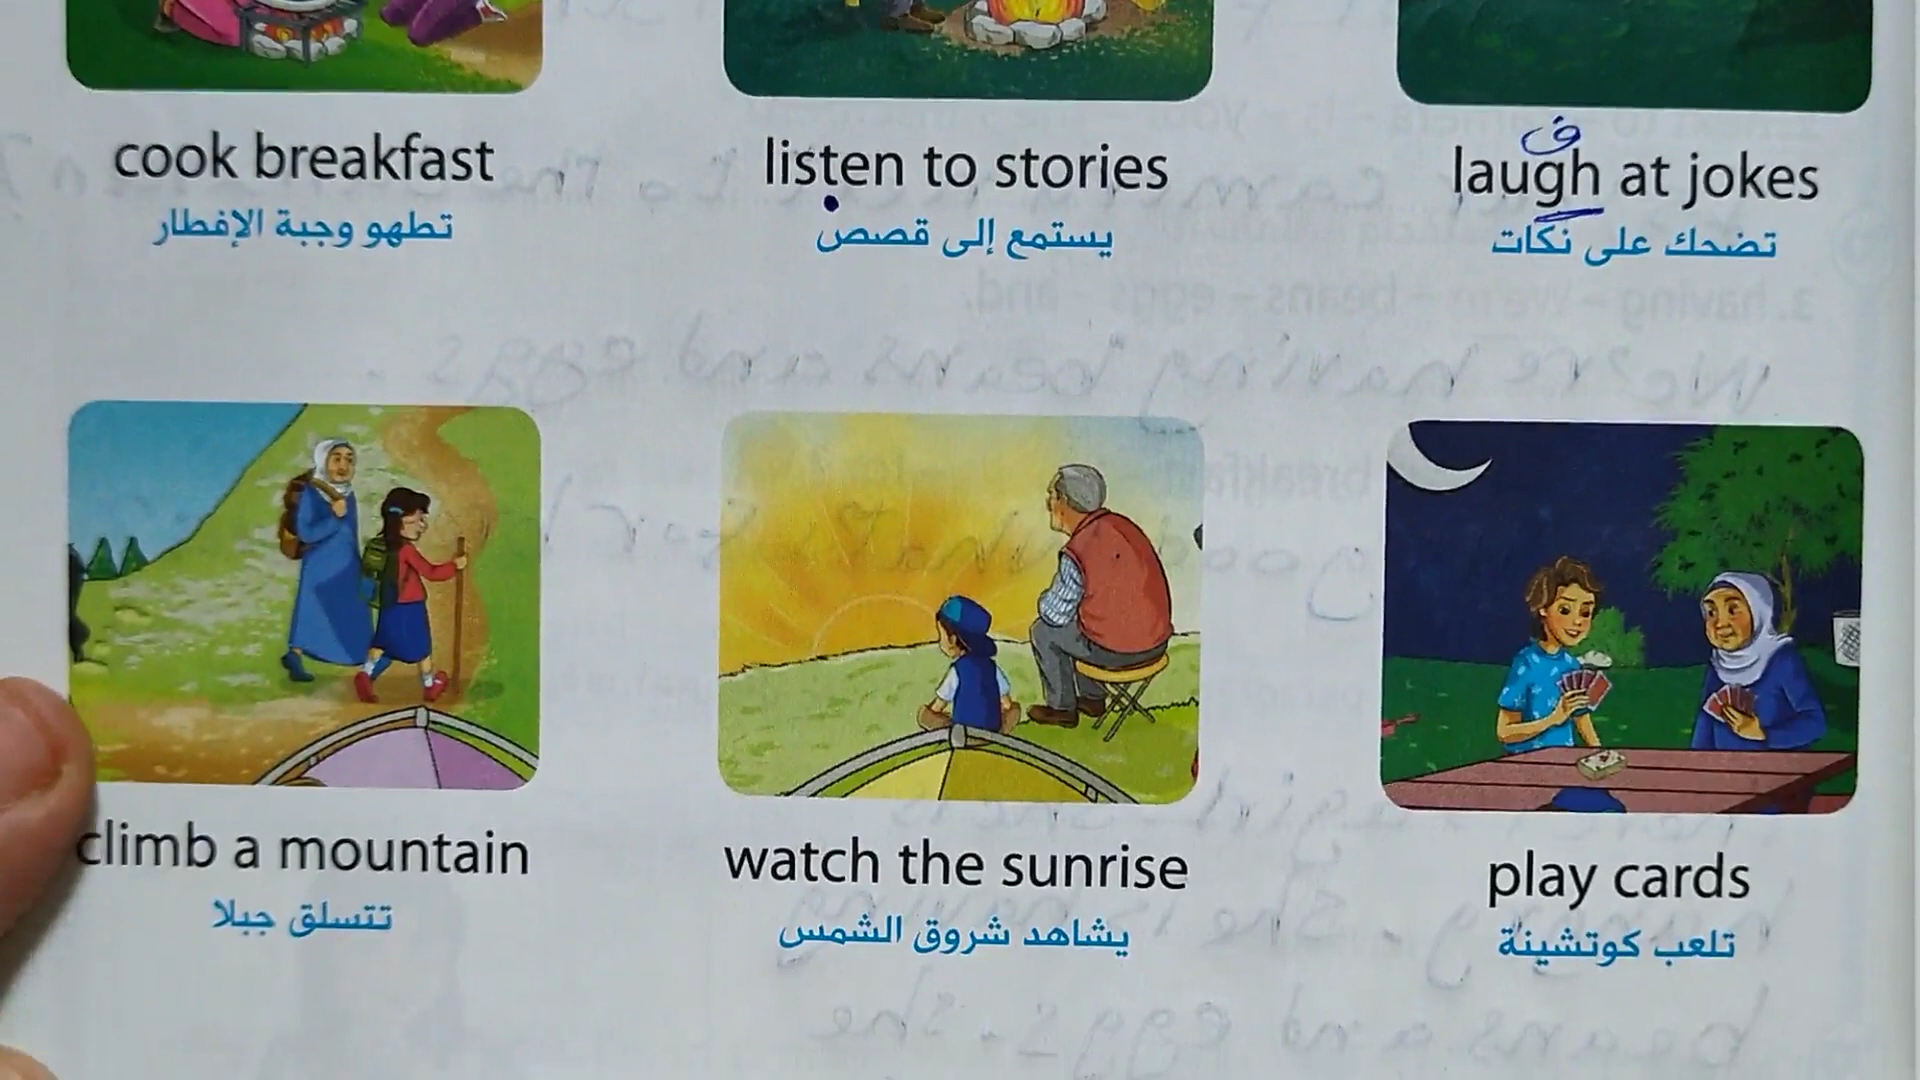 cook breakfast
تطهو وجبة الإفطار
listen to stories
يستمع إلى قصص
ف
laugh at jokes
تضحك على نكات
climb a mountain
تتسلق جبلا
watch the sunrise
يشاهد شروق الشمس
play cards
تلعب كوتشينة